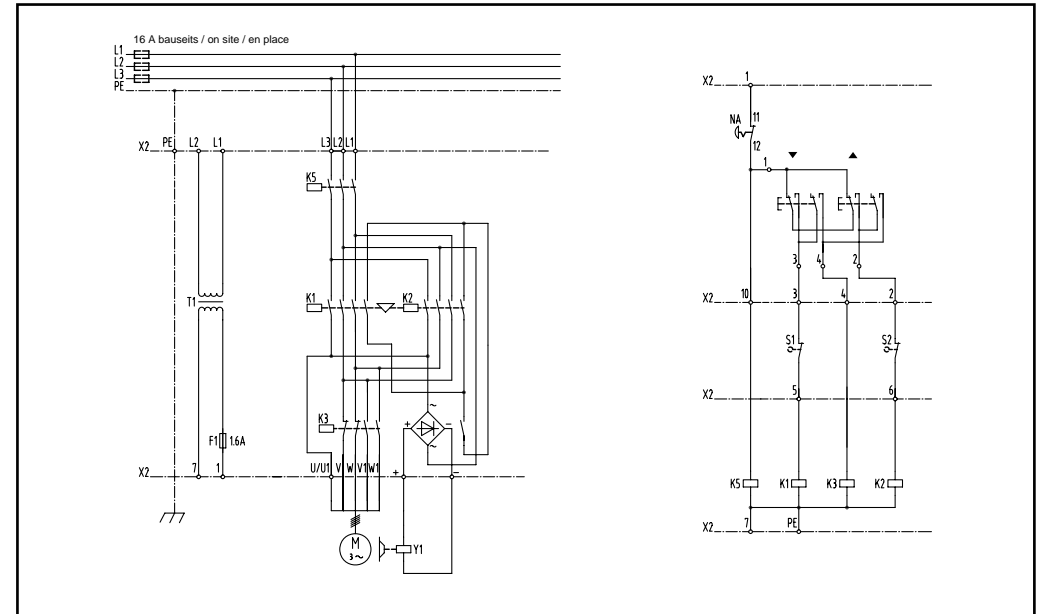 16 A bauseits / on site / en place
L1
L2
L3
PE
X2 PE L2 L1 L3 L2 L1
K5
K1 K2
T1
K3
~
+ -
~
F1 1.6A
X2 7 1 U/U1 V W V1 W1 + -
M
3~
Y1
X2 1
NA 11
12
1 ▼ ▲
3 4 2
X2 10 3 4 2
S1 S2
X2 5 6
K5 K1 K3 K2
X2 7 PE